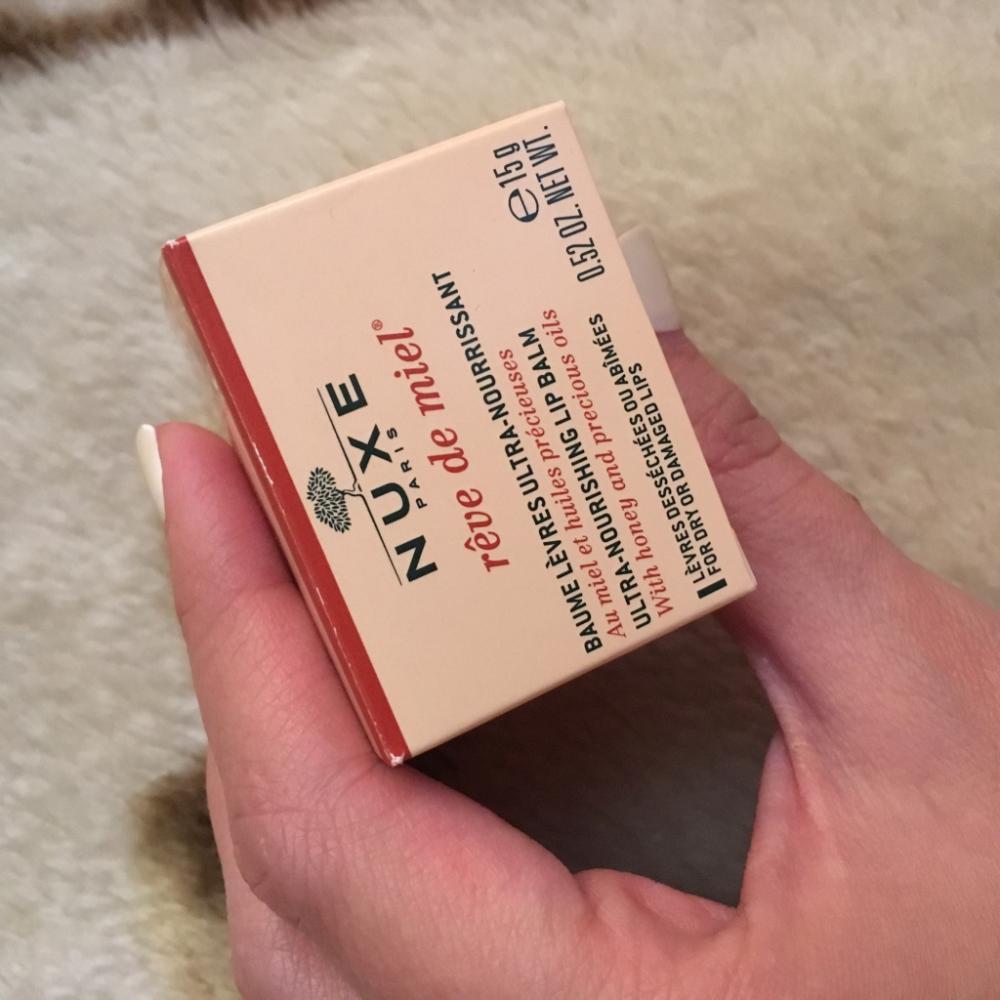 NUXE
PARIS
rêve de miel®
BAUME LÈVRES ULTRA-NOURRISSANT
Au miel et huiles précieuses
ULTRA-NOURISHING LIP BALM
With honey and precious oils
LÈVRES DESSÉCHÉES OU ABÎMÉES
FOR DRY OR DAMAGED LIPS
℮15 g
0.52 OZ. NET WT.